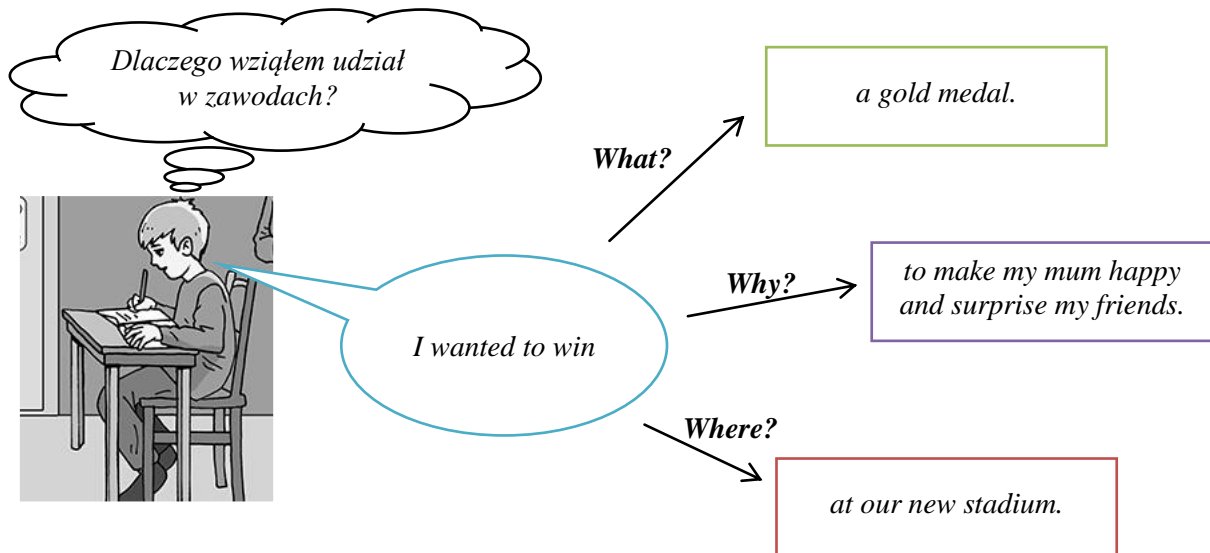 Dlaczego wziąłem udział
w zawodach?
a gold medal.
What?
to make my mum happy
and surprise my friends.
Why?
I wanted to win
Where?
at our new stadium.